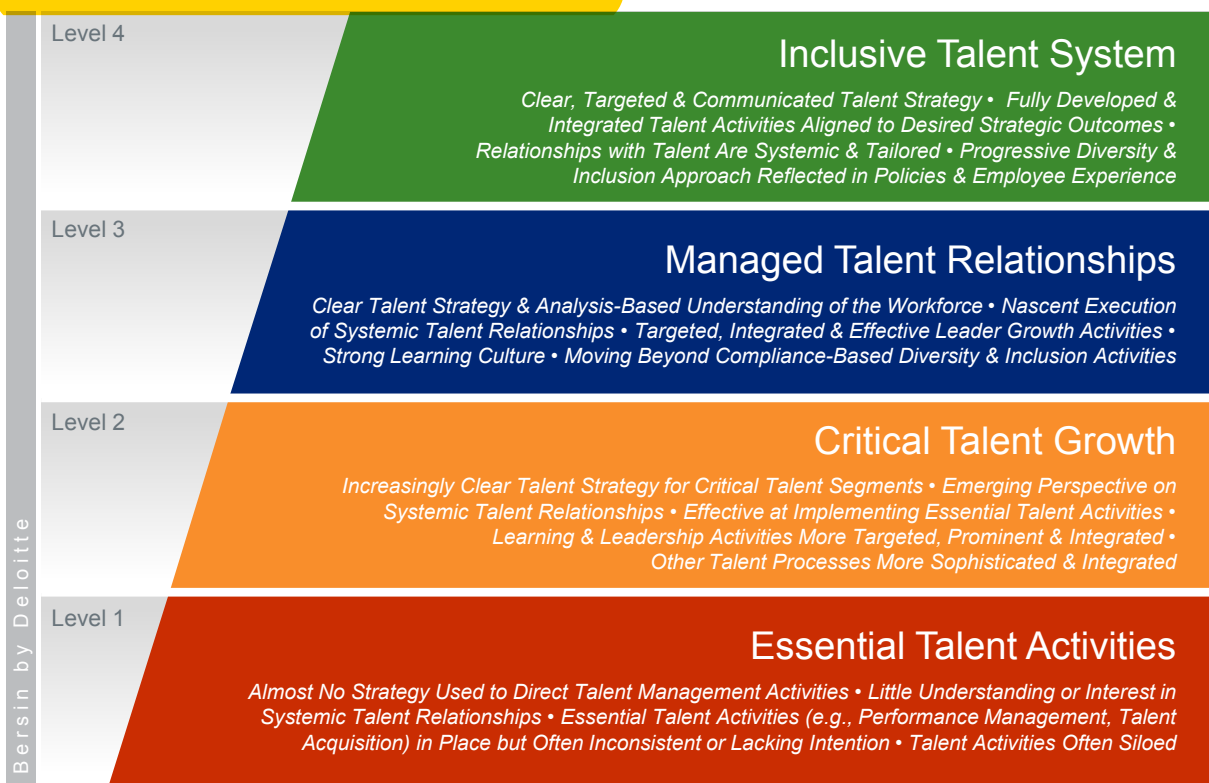 Level 4
Inclusive Talent System
Clear, Targeted & Communicated Talent Strategy • Fully Developed &
Integrated Talent Activities Aligned to Desired Strategic Outcomes •
Relationships with Talent Are Systemic & Tailored • Progressive Diversity &
Inclusion Approach Reflected in Policies & Employee Experience
Level 3
Managed Talent Relationships
Clear Talent Strategy & Analysis-Based Understanding of the Workforce • Nascent Execution
of Systemic Talent Relationships • Targeted, Integrated & Effective Leader Growth Activities •
Strong Learning Culture • Moving Beyond Compliance-Based Diversity & Inclusion Activities
Level 2
Critical Talent Growth
Increasingly Clear Talent Strategy for Critical Talent Segments • Emerging Perspective on
Systemic Talent Relationships • Effective at Implementing Essential Talent Activities •
Learning & Leadership Activities More Targeted, Prominent & Integrated •
Other Talent Processes More Sophisticated & Integrated
Level 1
Essential Talent Activities
Almost No Strategy Used to Direct Talent Management Activities • Little Understanding or Interest in
Systemic Talent Relationships • Essential Talent Activities (e.g., Performance Management, Talent
Acquisition) in Place but Often Inconsistent or Lacking Intention • Talent Activities Often Siloed
Bersin by Deloitte